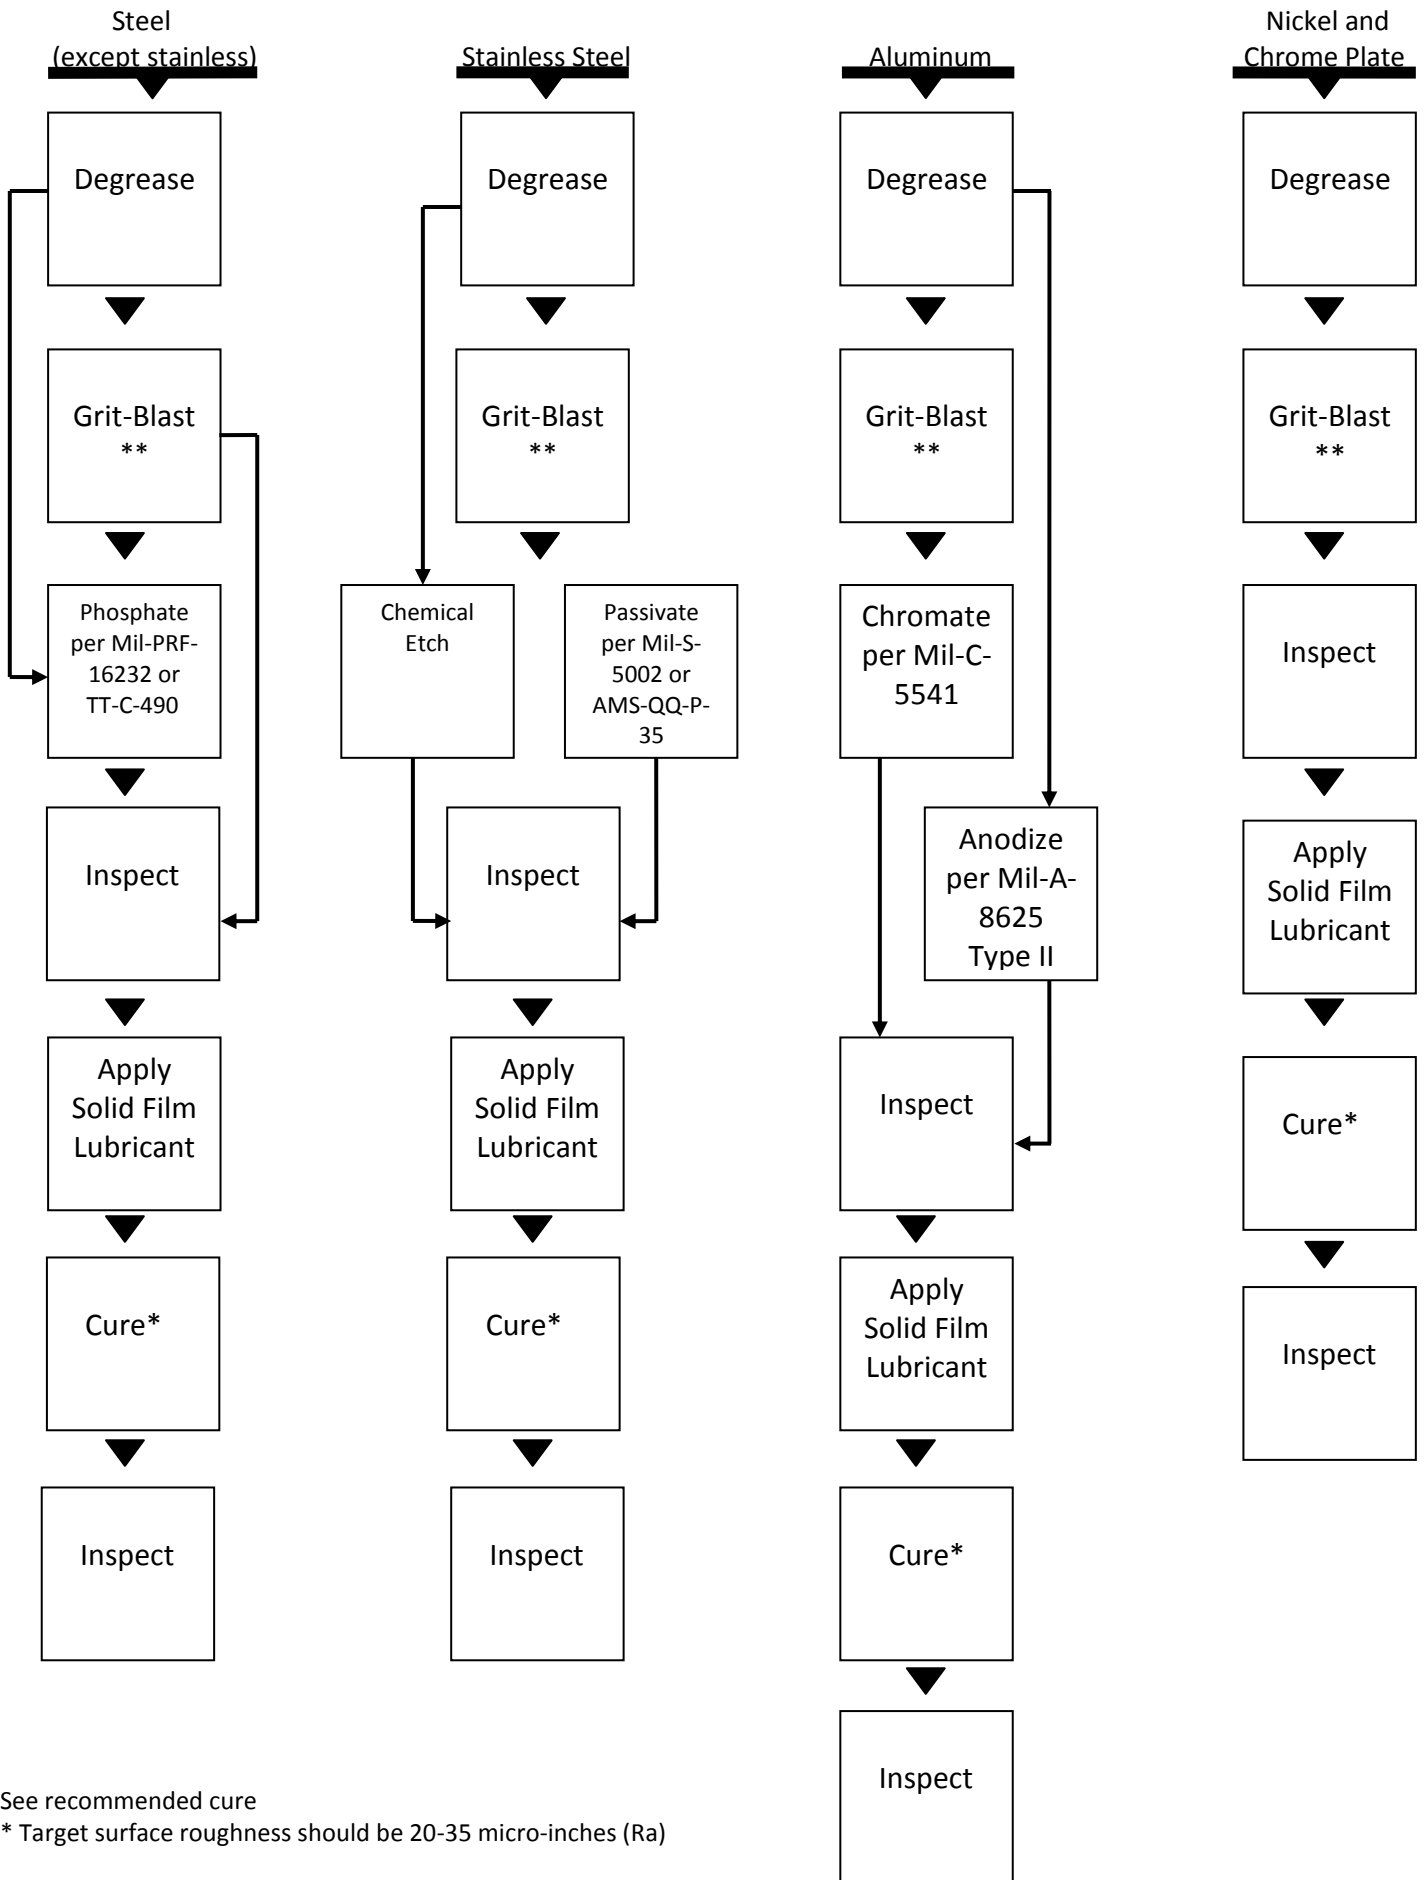 Steel
(except stainless)
Degrease
Grit-Blast
**
Phosphate
per Mil-PRF-
16232 or
TT-C-490
Inspect
Apply
Solid Film
Lubricant
Cure*
Inspect
Stainless Steel
Degrease
Grit-Blast
**
Chemical
Etch
Passivate
per Mil-S-
5002 or
AMS-QQ-P-
35
Inspect
Apply
Solid Film
Lubricant
Cure*
Inspect
Aluminum
Degrease
Grit-Blast
**
Chromate
per Mil-C-
5541
Anodize
per Mil-A-
8625
Type II
Inspect
Apply
Solid Film
Lubricant
Cure*
Inspect
Nickel and
Chrome Plate
Degrease
Grit-Blast
**
Inspect
Apply
Solid Film
Lubricant
Cure*
Inspect
See recommended cure
* Target surface roughness should be 20-35 micro-inches (Ra)